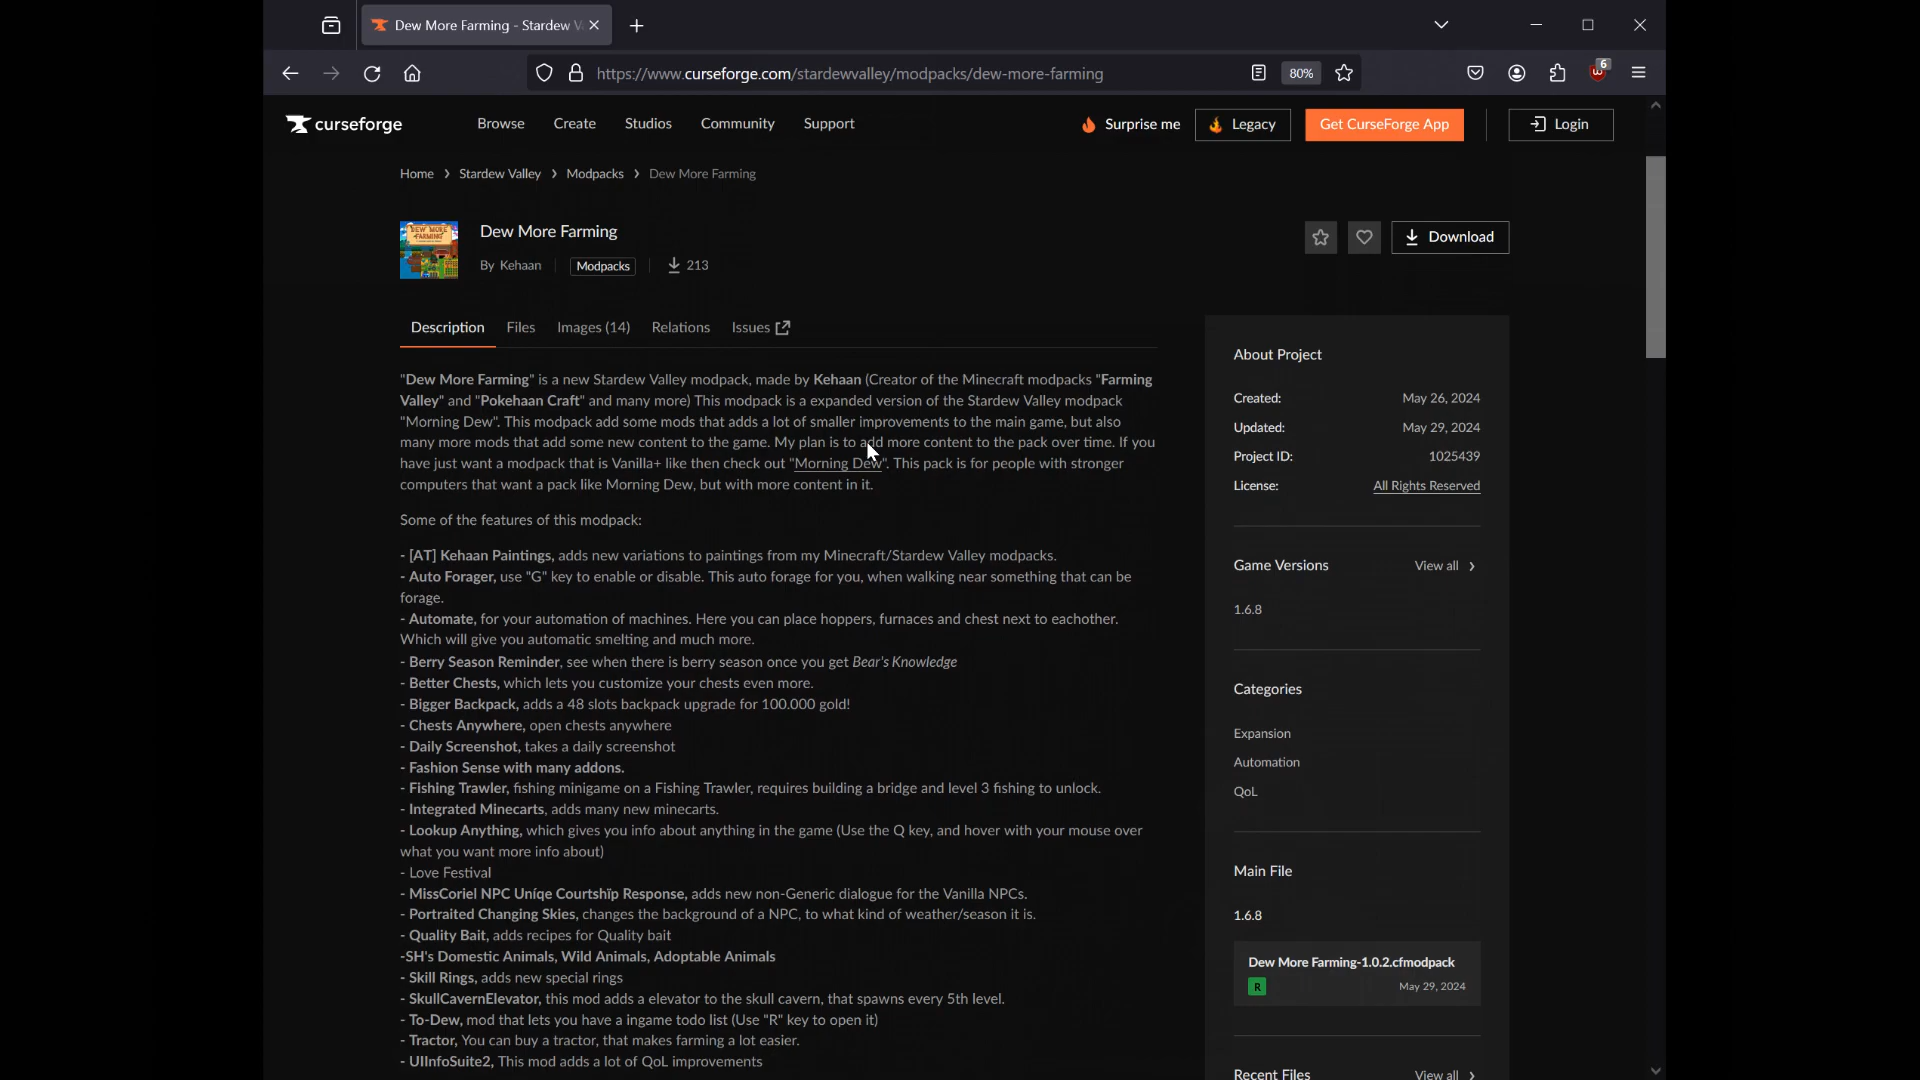 Dew More Farming - Stardew V
https://www.curseforge.com/stardewvalley/modpacks/dew-more-farming
80%
6
curseforge
Browse
Create
Studios
Community
Support
Surprise me
Legacy
Get CurseForge App
Login
Home > Stardew Valley > Modpacks > Dew More Farming
DEW MORE FARMING
Dew More Farming
By Kehaan
Modpacks
213
Download
Description
Files
Images (14)
Relations
Issues
"Dew More Farming" is a new Stardew Valley modpack, made by Kehaan (Creator of the Minecraft modpacks "Farming
Valley" and "Pokehaan Craft" and many more) This modpack is a expanded version of the Stardew Valley modpack
"Morning Dew". This modpack add some mods that adds a lot of smaller improvements to the main game, but also
many more mods that add some new content to the game. My plan is to add more content to the pack over time. If you
have just want a modpack that is Vanilla+ like then check out "Morning Dew". This pack is for people with stronger
computers that want a pack like Morning Dew, but with more content in it.
Some of the features of this modpack:
- [AT] Kehaan Paintings, adds new variations to paintings from my Minecraft/Stardew Valley modpacks.
- Auto Forager, use "G" key to enable or disable. This auto forage for you, when walking near something that can be
forage.
- Automate, for your automation of machines. Here you can place hoppers, furnaces and chest next to eachother.
Which will give you automatic smelting and much more.
- Berry Season Reminder, see when there is berry season once you get Bear's Knowledge
- Better Chests, which lets you customize your chests even more.
- Bigger Backpack, adds a 48 slots backpack upgrade for 100.000 gold!
- Chests Anywhere, open chests anywhere
- Daily Screenshot, takes a daily screenshot
- Fashion Sense with many addons.
- Fishing Trawler, fishing minigame on a Fishing Trawler, requires building a bridge and level 3 fishing to unlock.
- Integrated Minecarts, adds many new minecarts.
- Lookup Anything, which gives you info about anything in the game (Use the Q key, and hover with your mouse over
what you want more info about)
- Love Festival
- MissCoriel NPC Uniqe Courtshïp Response, adds new non-Generic dialogue for the Vanilla NPCs.
- Portraited Changing Skies, changes the background of a NPC, to what kind of weather/season it is.
- Quality Bait, adds recipes for Quality bait
-SH's Domestic Animals, Wild Animals, Adoptable Animals
- Skill Rings, adds new special rings
- SkullCavernElevator, this mod adds a elevator to the skull cavern, that spawns every 5th level.
- To-Dew, mod that lets you have a ingame todo list (Use "R" key to open it)
- Tractor, You can buy a tractor, that makes farming a lot easier.
- UIInfoSuite2, This mod adds a lot of QoL improvements
About Project
Created: May 26, 2024
Updated: May 29, 2024
Project ID: 1025439
License: All Rights Reserved
Game Versions View all >
1.6.8
Categories
Expansion
Automation
QoL
Main File
1.6.8
Dew More Farming-1.0.2.cfmodpack
R May 29, 2024
Recent Files View all >